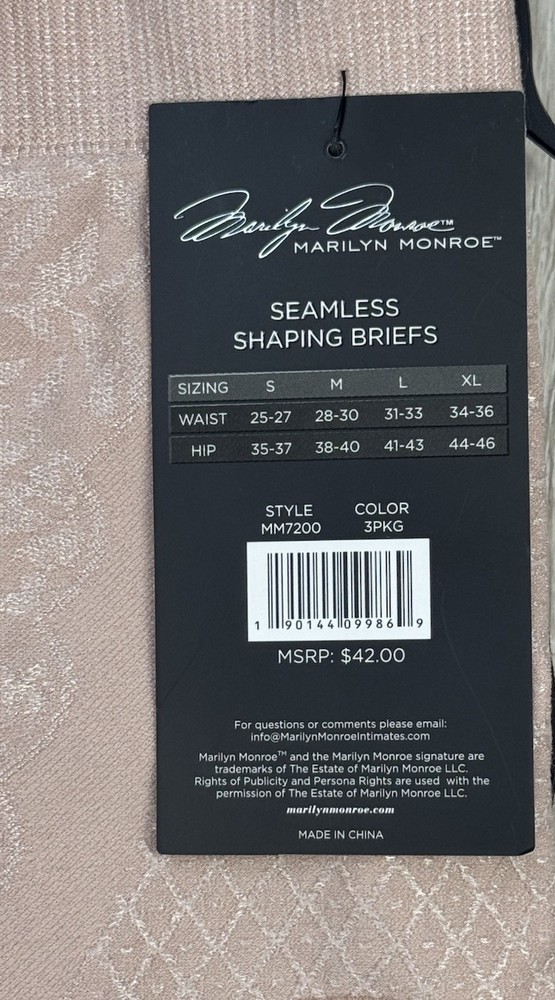 Marilyn Monroe™
MARILYN MONROE™
SEAMLESS
SHAPING BRIEFS
SIZING S M L XL
WAIST 25-27 28-30 31-33 34-36
HIP 35-37 38-40 41-43 44-46
STYLE COLOR
MM7200 3PKG
1 90144 09986 9
MSRP: $42.00
For questions or comments please email:
info@MarilynMonroeIntimates.com
Marilyn Monroe™ and the Marilyn Monroe signature are
trademarks of The Estate of Marilyn Monroe LLC.
Rights of Publicity and Persona Rights are used with the
permission of The Estate of Marilyn Monroe LLC.
marilynmonroe.com
MADE IN CHINA